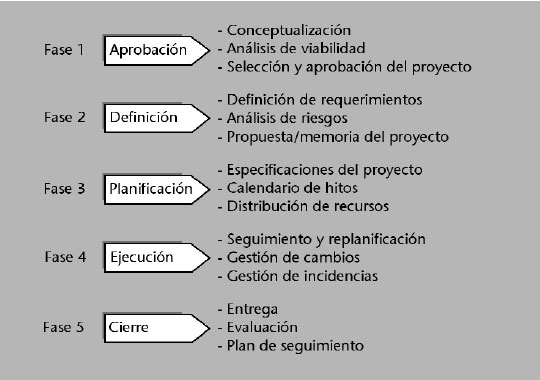 Fase 1 Aprobación
- Conceptualización
- Análisis de viabilidad
- Selección y aprobación del proyecto
Fase 2 Definición
- Definición de requerimientos
- Análisis de riesgos
- Propuesta/memoria del proyecto
Fase 3 Planificación
- Especificaciones del proyecto
- Calendario de hitos
- Distribución de recursos
Fase 4 Ejecución
- Seguimiento y replanificación
- Gestión de cambios
- Gestión de incidencias
Fase 5 Cierre
- Entrega
- Evaluación
- Plan de seguimiento